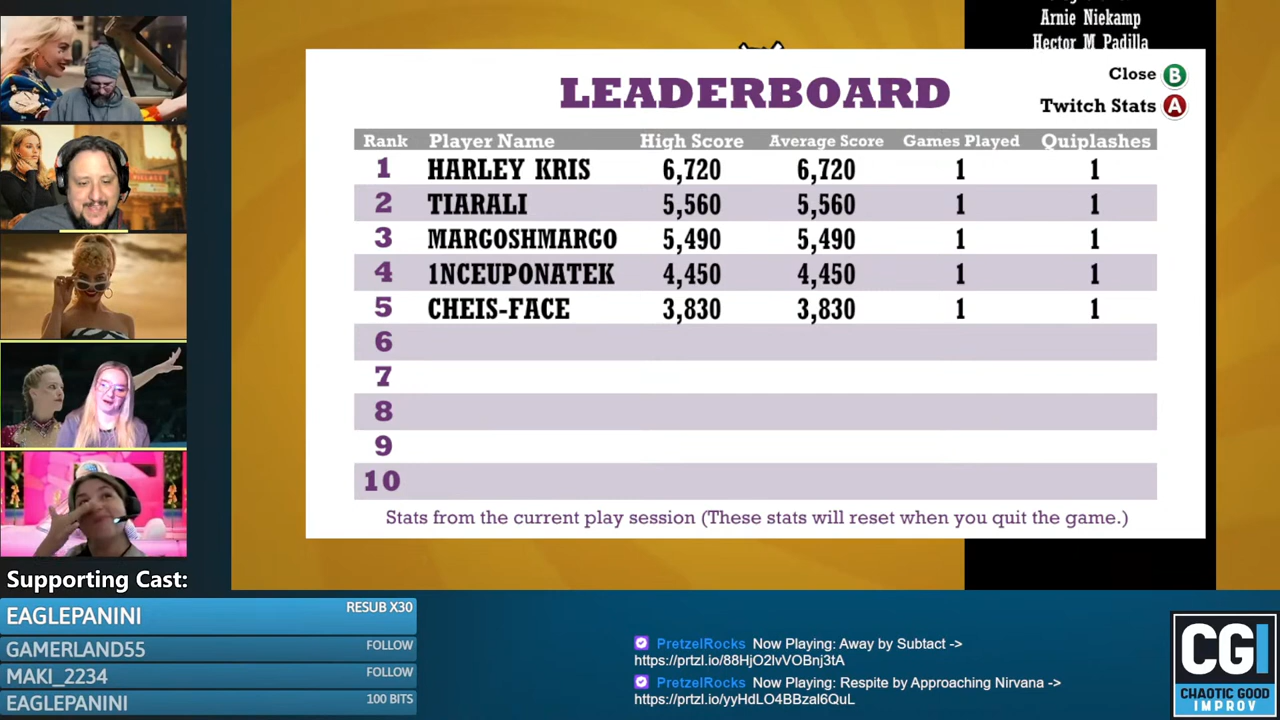 Arnie Niekamp
Hector M Padilla
LEADERBOARD
Close B
Twitch Stats A
Rank Player Name High Score Average Score Games Played Quiplashes
1 HARLEY KRIS 6,720 6,720 1 1
2 TIARALI 5,560 5,560 1 1
3 MARGOSHMARGO 5,490 5,490 1 1
4 1NCEUPONATEK 4,450 4,450 1 1
5 CHEIS-FACE 3,830 3,830 1 1
6
7
8
9
10
Stats from the current play session (These stats will reset when you quit the game.)
Supporting Cast:
EAGLEPANINI RESUB X30
GAMERLAND55 FOLLOW
MAKI_2234 FOLLOW
EAGLEPANINI 100 BITS
PretzelRocks Now Playing: Away by Subtact ->
https://prtzl.io/88HjO2lvVOBnj3tA
PretzelRocks Now Playing: Respite by Approaching Nirvana ->
https://prtzl.io/yyHdLO4BBzal6QuL
CGI
CHAOTIC GOOD
IMPROV